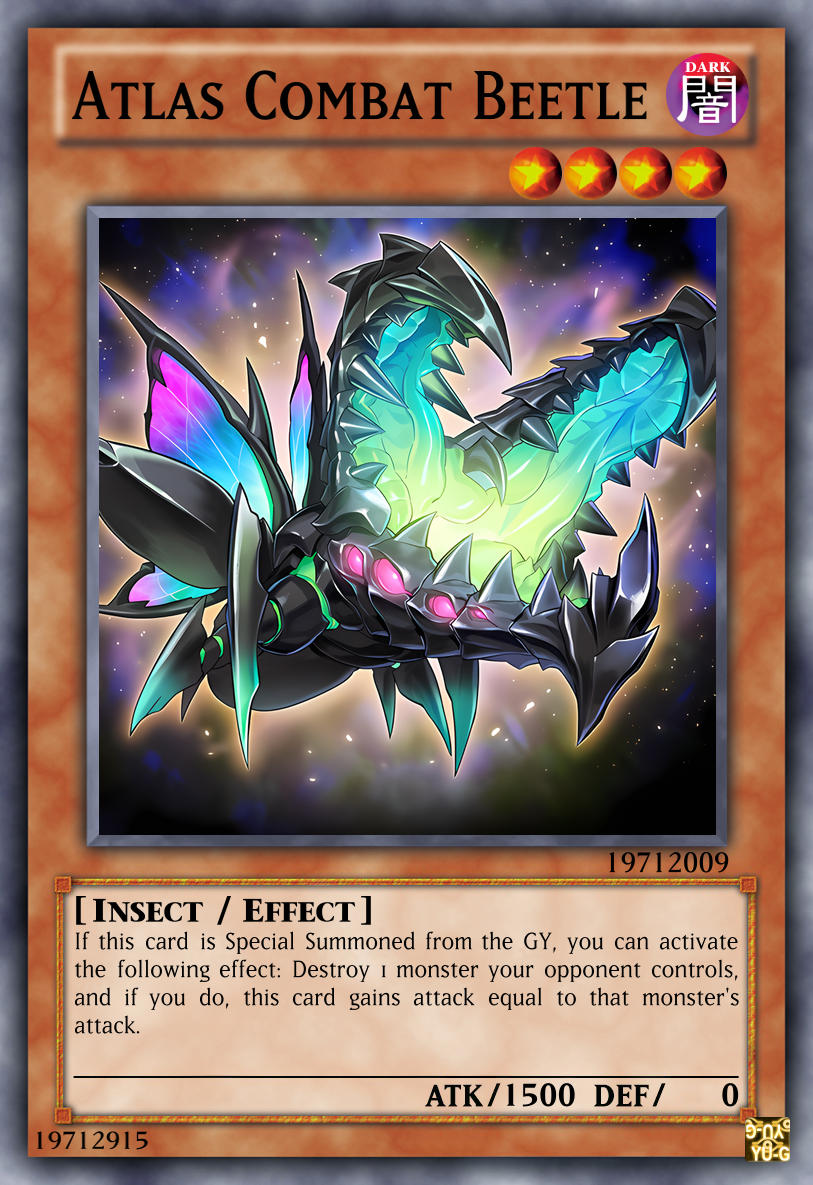 ATLAS COMBAT BEETLE
DARK
闇
19712009
[ INSECT / EFFECT ]
If this card is Special Summoned from the GY, you can activate
the following effect: Destroy 1 monster your opponent controls,
and if you do, this card gains attack equal to that monster's
attack.
ATK/1500 DEF/ 0
19712915
YU-G